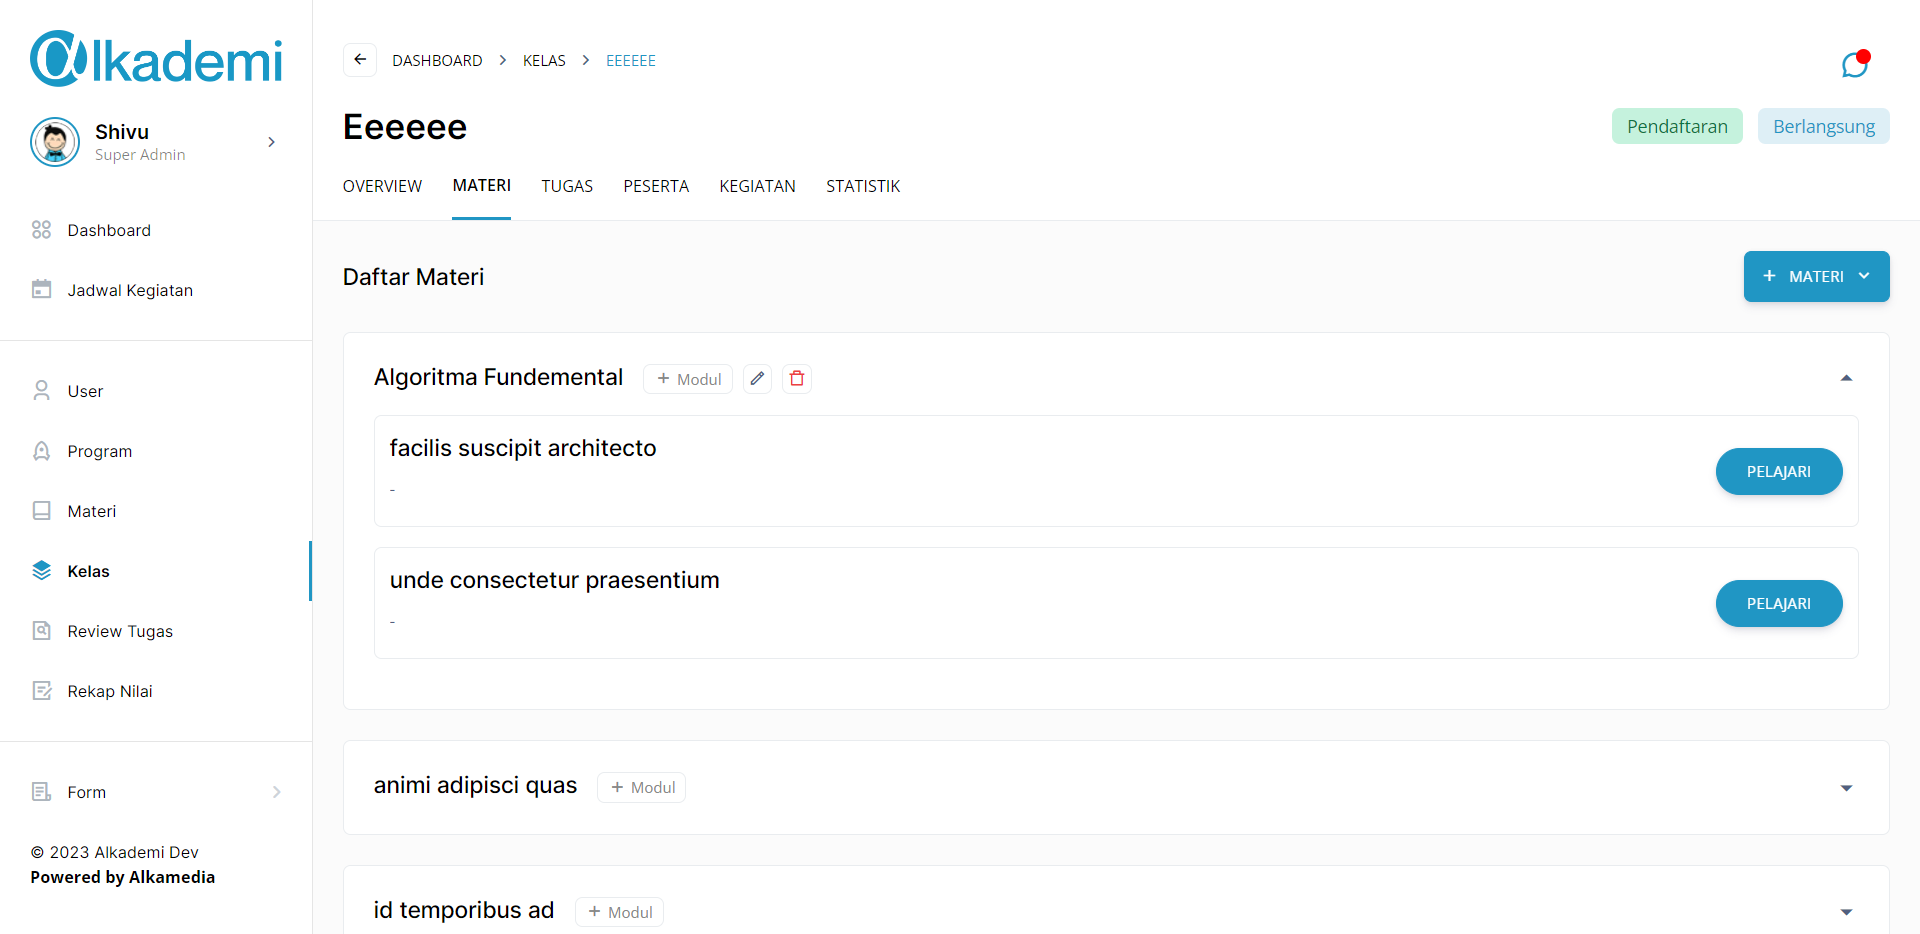 @lkademi
Shivu
Super Admin
Dashboard
Jadwal Kegiatan
User
Program
Materi
Kelas
Review Tugas
Rekap Nilai
Form
© 2023 Alkademi Dev
Powered by Alkamedia
DASHBOARD > KELAS > EEEEEE
Eeeeee
Pendaftaran Berlangsung
OVERVIEW MATERI TUGAS PESERTA KEGIATAN STATISTIK
Daftar Materi
+ MATERI
Algoritma Fundemental + Modul
facilis suscipit architecto
-
PELAJARI
unde consectetur praesentium
-
PELAJARI
animi adipisci quas + Modul
id temporibus ad + Modul